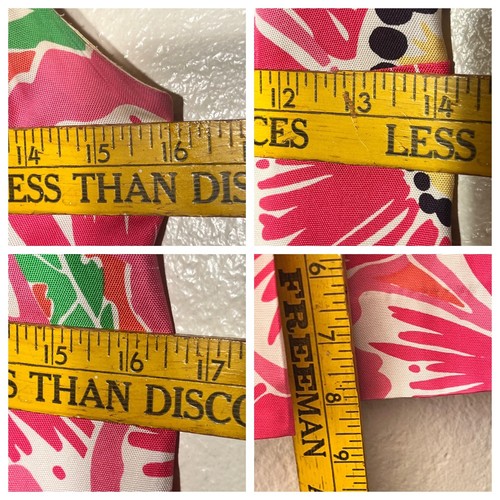 14 15 16
ESS THAN DIS
12 13 14
CES LESS
15 16 17
S THAN DISCO
6 7 8 9
FREEMAN